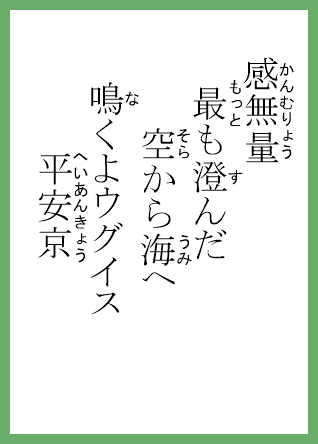 感無量
最も澄んだ
空から海へ
鳴くよウグイス
平安京
かんむりょう
もっと
す
そら
うみ
な
へいあんきょう